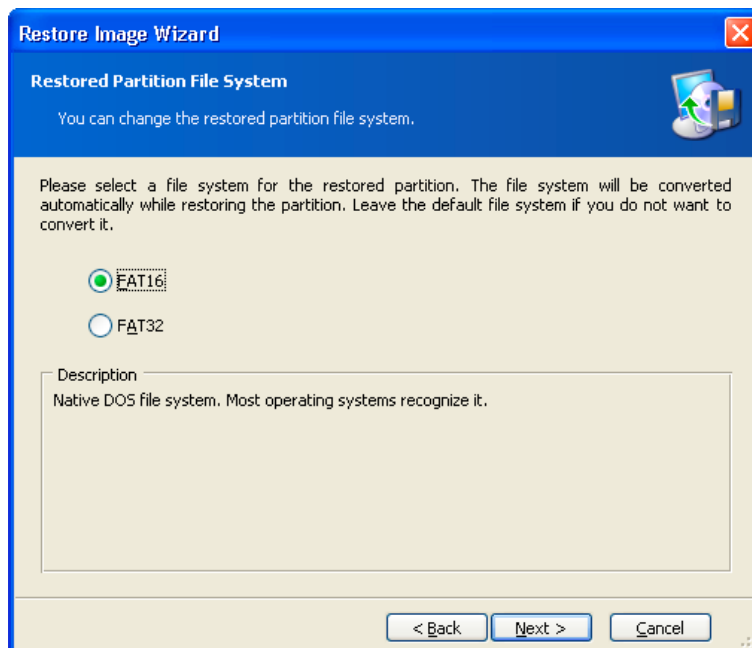 Restore Image Wizard
Restored Partition File System
You can change the restored partition file system.
Please select a file system for the restored partition. The file system will be converted
automatically while restoring the partition. Leave the default file system if you do not want to
convert it.
FAT16
FAT32
Description
Native DOS file system. Most operating systems recognize it.
< Back
Next >
Cancel